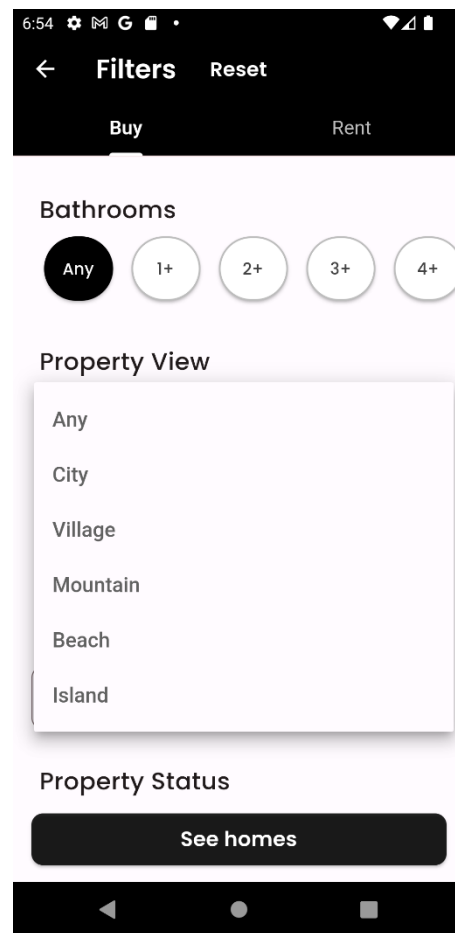 6:54 G
Filters Reset
Buy Rent
Bathrooms
Any 1+ 2+ 3+ 4+
Property View
Any
City
Village
Mountain
Beach
Island
Property Status
See homes